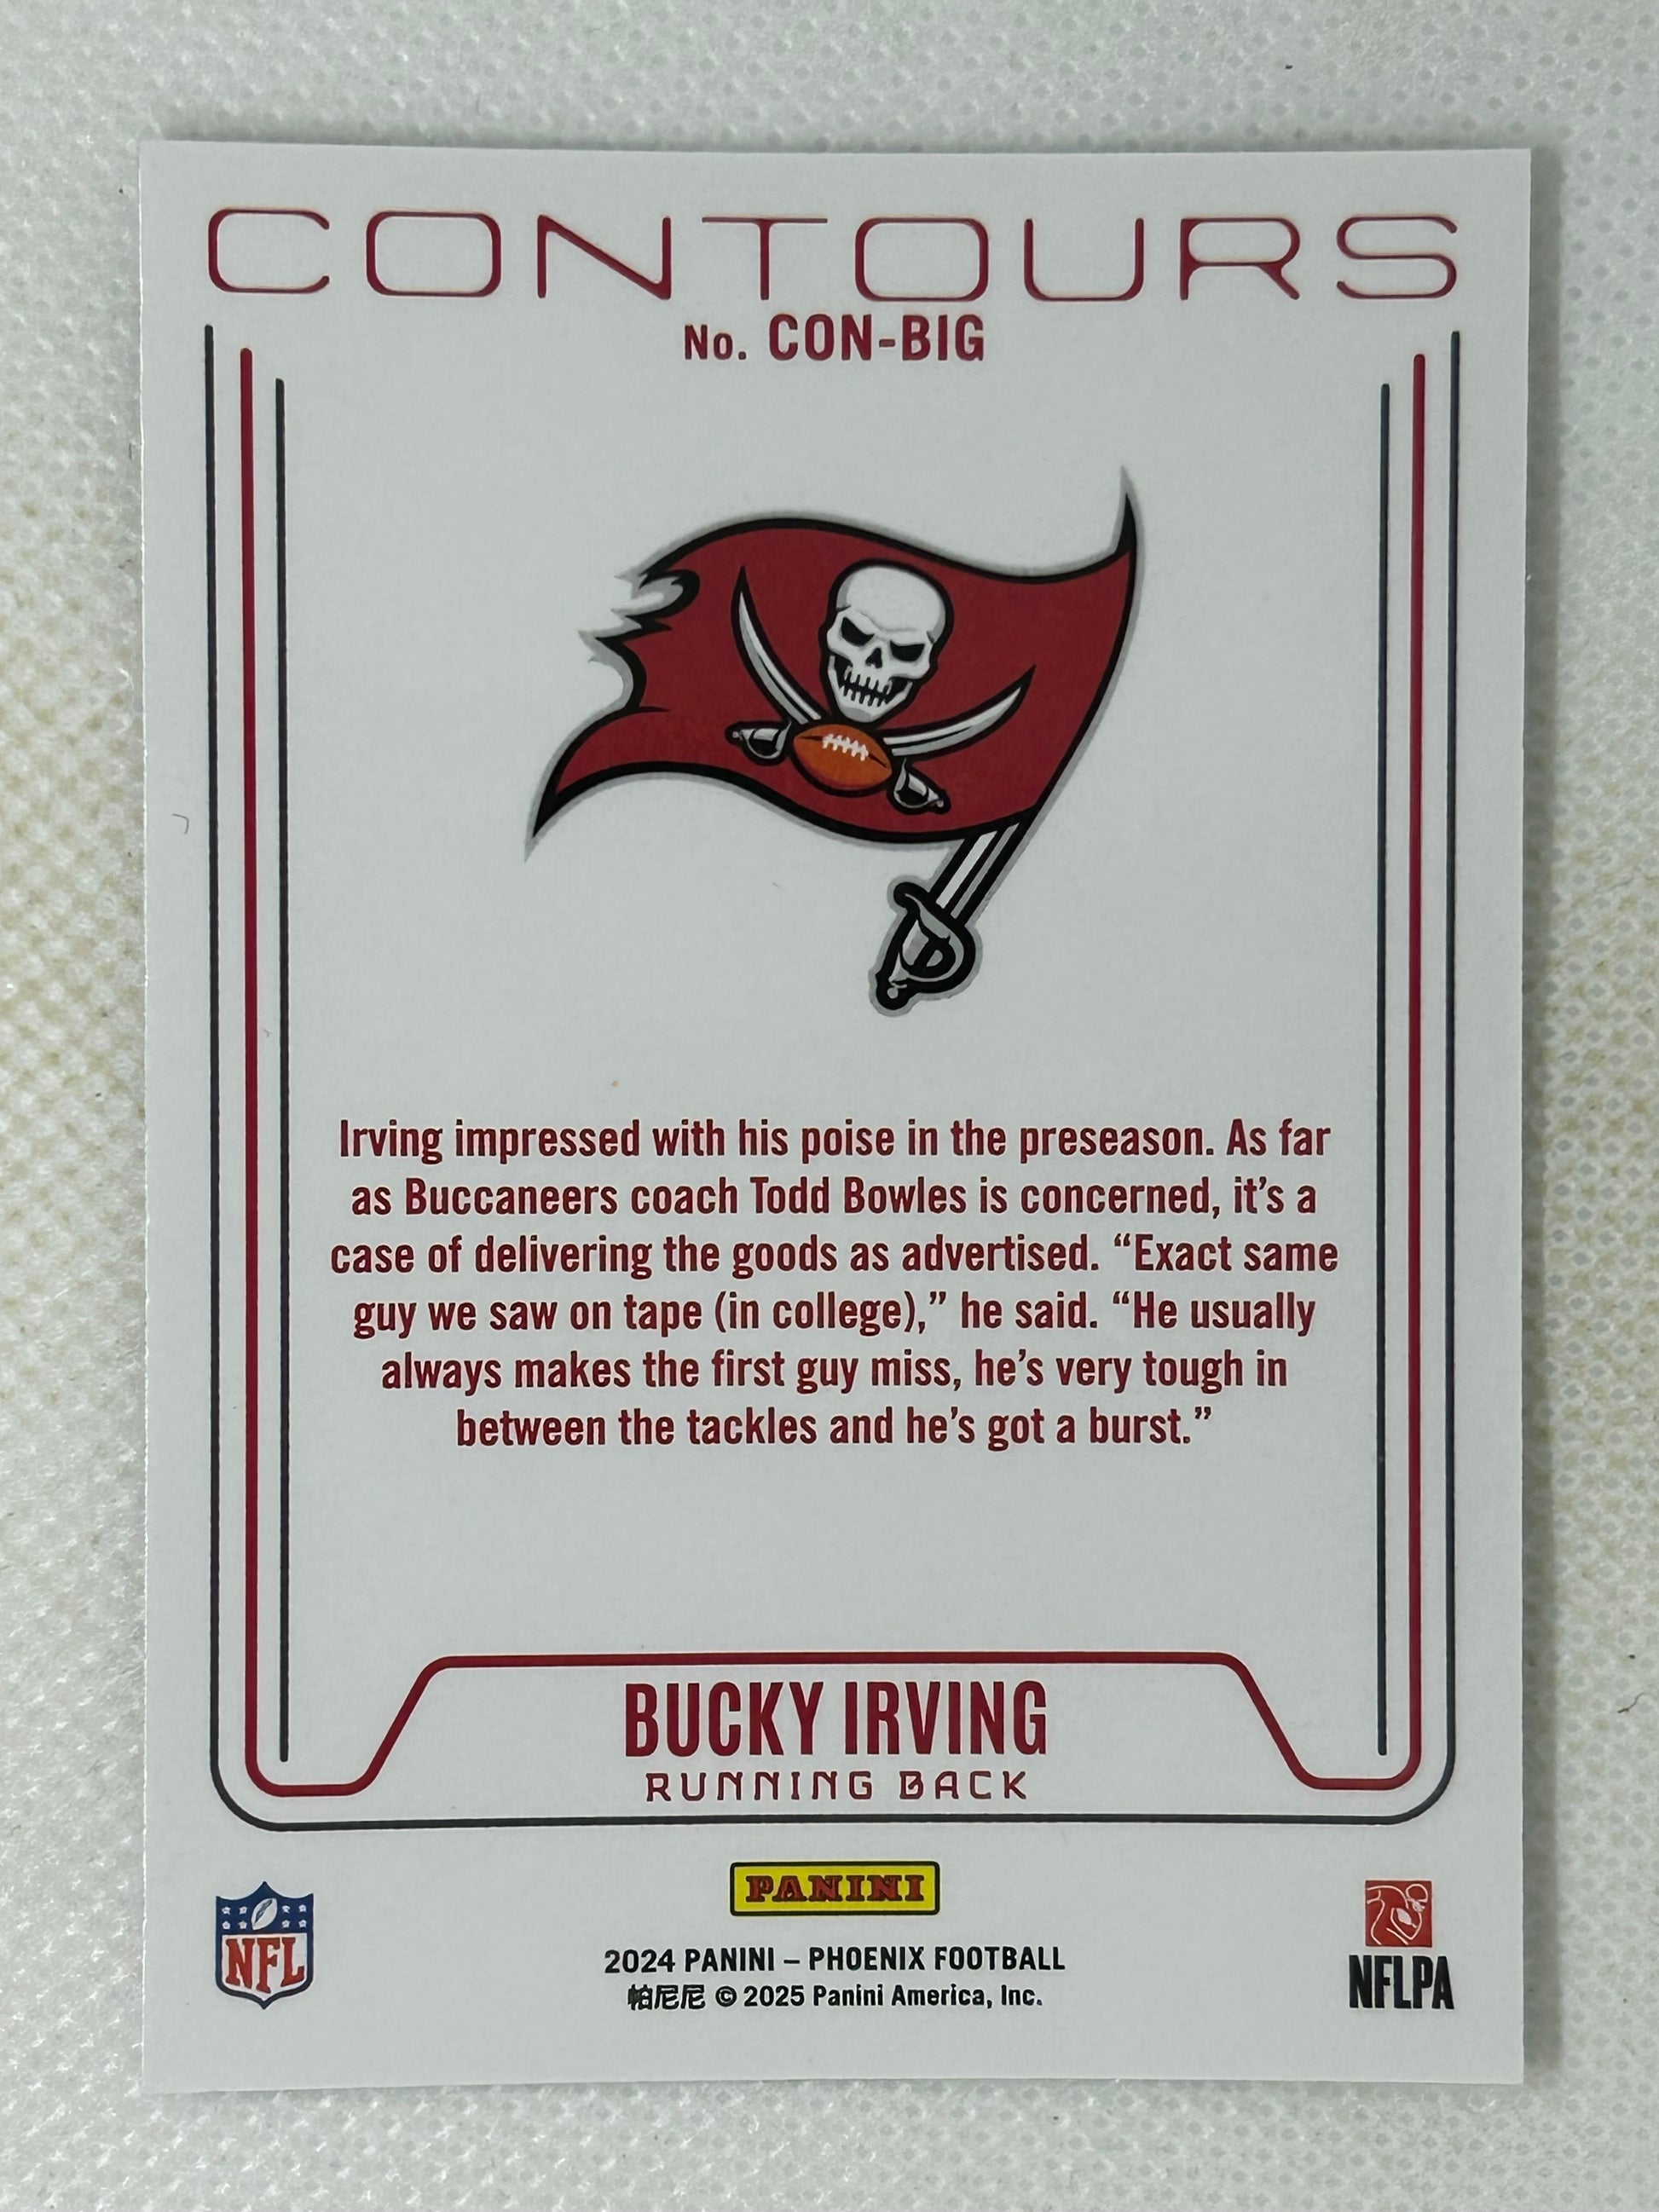 CONTOURS
No. CON-BIG
Irving impressed with his poise in the preseason. As far
as Buccaneers coach Todd Bowles is concerned, it’s a
case of delivering the goods as advertised. “Exact same
guy we saw on tape (in college),” he said. “He usually
always makes the first guy miss, he’s very tough in
between the tackles and he’s got a burst.”
BUCKY IRVING
RUNNING BACK
PANINI
NFL
2024 PANINI – PHOENIX FOOTBALL
帕尼尼 © 2025 Panini America, Inc.
NFLPA